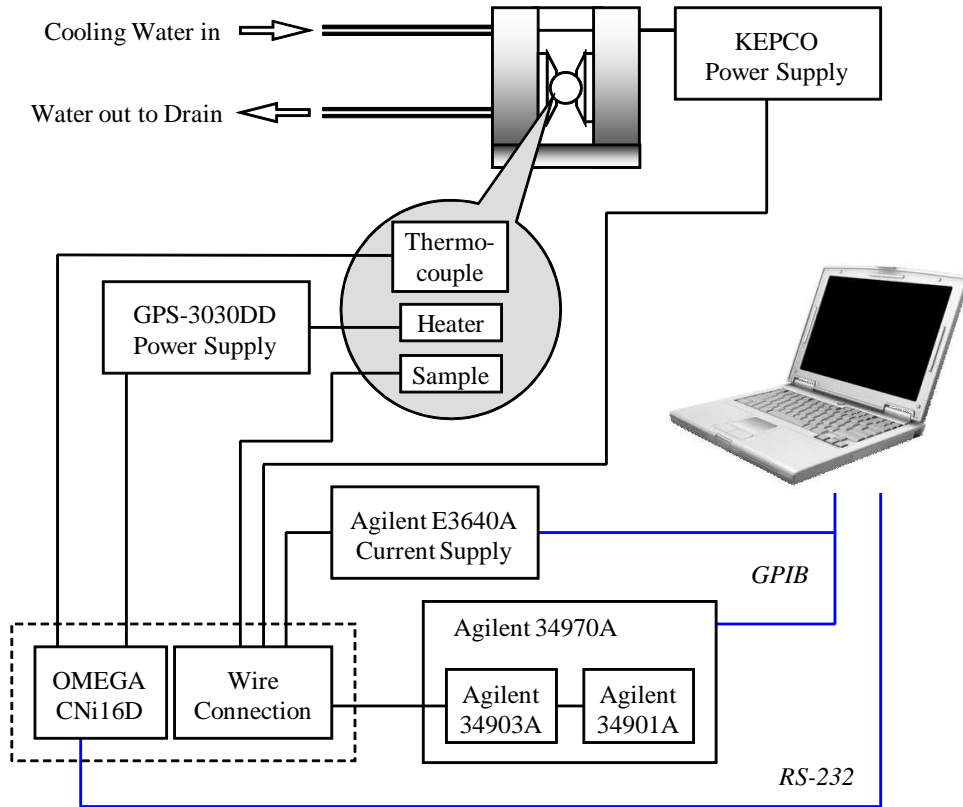 Cooling Water in
KEPCO
Power Supply
Water out to Drain
Thermo-
couple
GPS-3030DD
Power Supply
Heater
Sample
Agilent E3640A
Current Supply
GPIB
Agilent 34970A
OMEGA
CNi16D
Wire
Connection
Agilent
34903A
Agilent
34901A
RS-232